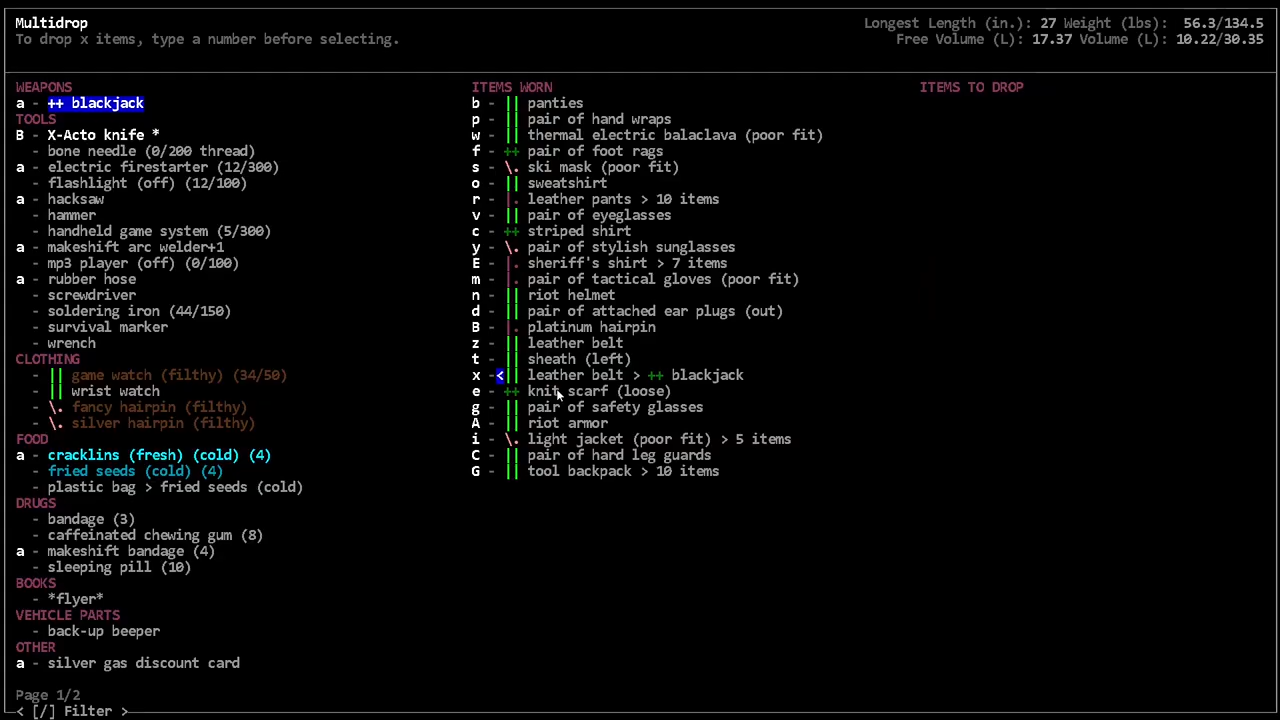 Multidrop
To drop x items, type a number before selecting.
Longest Length (in.): 27 Weight (lbs): 56.3/134.5
Free Volume (L): 17.37 Volume (L): 10.22/30.35
WEAPONS
a - ++ blackjack
TOOLS
B - X-Acto knife *
- bone needle (0/200 thread)
a - electric firestarter (12/300)
- flashlight (off) (12/100)
a - hacksaw
- hammer
- handheld game system (5/300)
a - makeshift arc welder+1
- mp3 player (off) (0/100)
a - rubber hose
- screwdriver
- soldering iron (44/150)
- survival marker
- wrench
CLOTHING
- || game watch (filthy) (34/50)
- || wrist watch
- \. fancy hairpin (filthy)
- \. silver hairpin (filthy)
FOOD
a - cracklins (fresh) (cold) (4)
- fried seeds (cold) (4)
- plastic bag > fried seeds (cold)
DRUGS
- bandage (3)
- caffeinated chewing gum (8)
a - makeshift bandage (4)
- sleeping pill (10)
BOOKS
- *flyer*
VEHICLE PARTS
- back-up beeper
OTHER
a - silver gas discount card
ITEMS WORN
b - || panties
p - || pair of hand wraps
w - || thermal electric balaclava (poor fit)
f - ++ pair of foot rags
s - \. ski mask (poor fit)
o - || sweatshirt
r - |. leather pants > 10 items
v - || pair of eyeglasses
c - ++ striped shirt
y - \. pair of stylish sunglasses
E - |. sheriff's shirt > 7 items
m - |. pair of tactical gloves (poor fit)
n - || riot helmet
d - || pair of attached ear plugs (out)
B - |. platinum hairpin
z - || leather belt
t - || sheath (left)
x -<|| leather belt > ++ blackjack
e - ++ knit scarf (loose)
g - || pair of safety glasses
A - || riot armor
i - \. light jacket (poor fit) > 5 items
C - || pair of hard leg guards
G - || tool backpack > 10 items
ITEMS TO DROP
Page 1/2
< [/] Filter >